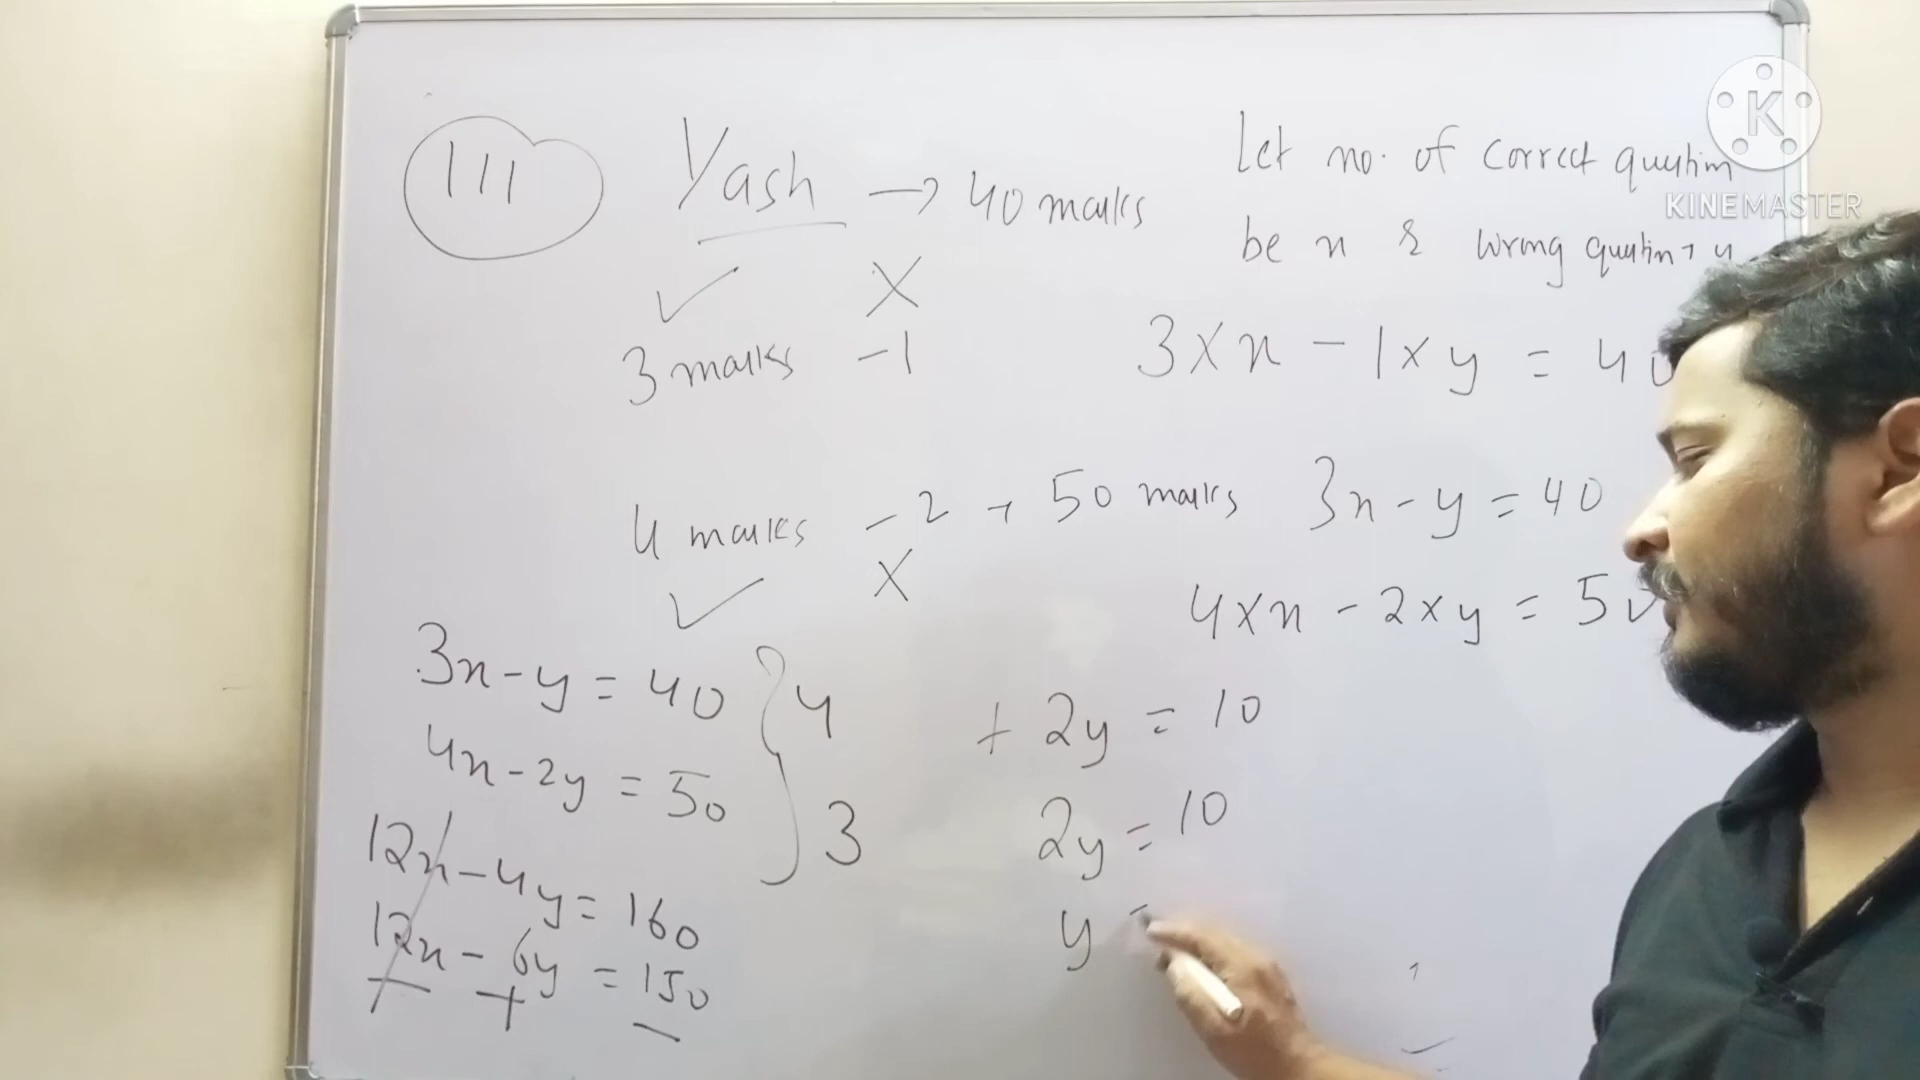 111
Yash → 40 marks
✓ X
3 marks -1
4 marks -2 → 50 marks
✓ X
Let no. of correct
be x & wrong
3 × x - 1 × y = 40
3x - y = 40
4 × x - 2 × y = 50
3x - y = 40 } 4
4x - 2y = 50 } 3
12x - 4y = 160
12x - 6y = 150
- + -
+ 2y = 10
2y = 10
y =
K
KINEMASTER